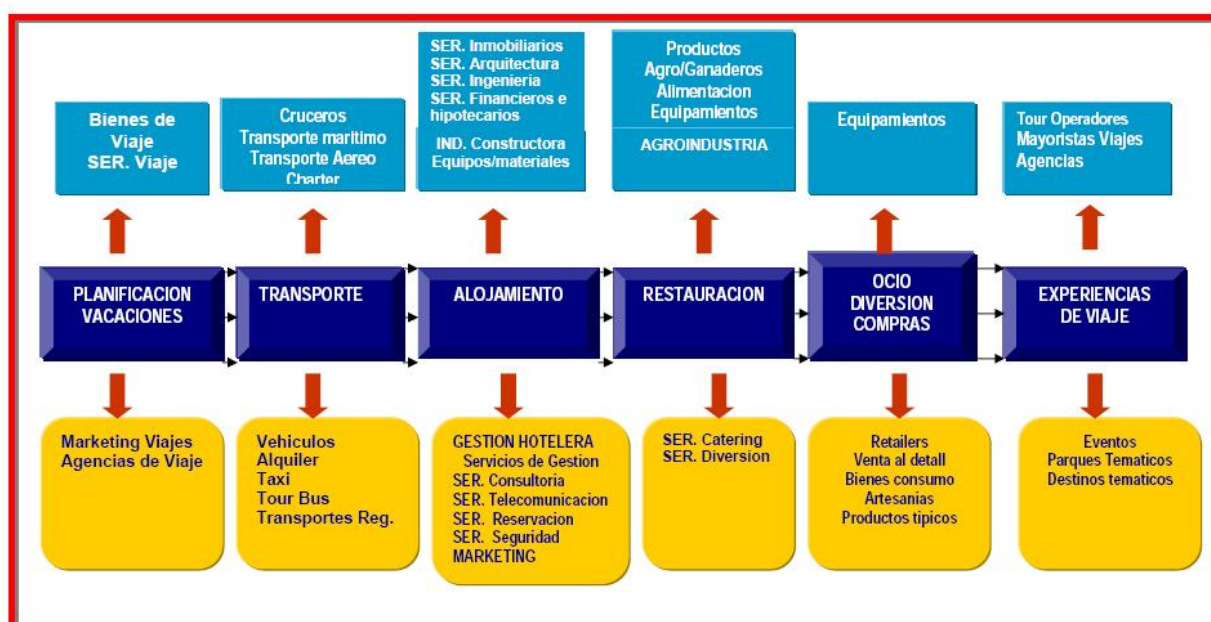 Bienes de
Viaje
SER. Viaje
Cruceros
Transporte maritimo
Transporte Aereo
Charter
SER. Inmobiliarios
SER. Arquitectura
SER. Ingenieria
SER. Financieros e
hipotecarios
IND. Constructora
Equipos/materiales
Productos
Agro/Ganaderos
Alimentacion
Equipamientos
AGROINDUSTRIA
Equipamientos
Tour Operadores
Mayoristas Viajes
Agencias
PLANIFICACION
VACACIONES
TRANSPORTE
ALOJAMIENTO
RESTAURACION
OCIO
DIVERSION
COMPRAS
EXPERIENCIAS
DE VIAJE
Marketing Viajes
Agencias de Viaje
Vehiculos
Alquiler
Taxi
Tour Bus
Transportes Reg.
GESTION HOTELERA
Servicios de Gestion
SER. Consultoria
SER. Telecomunicacion
SER. Reservacion
SER. Seguridad
MARKETING
SER. Catering
SER. Diversion
Retailers
Venta al detall
Bienes consumo
Artesanias
Productos tipicos
Eventos
Parques Tematicos
Destinos tematicos